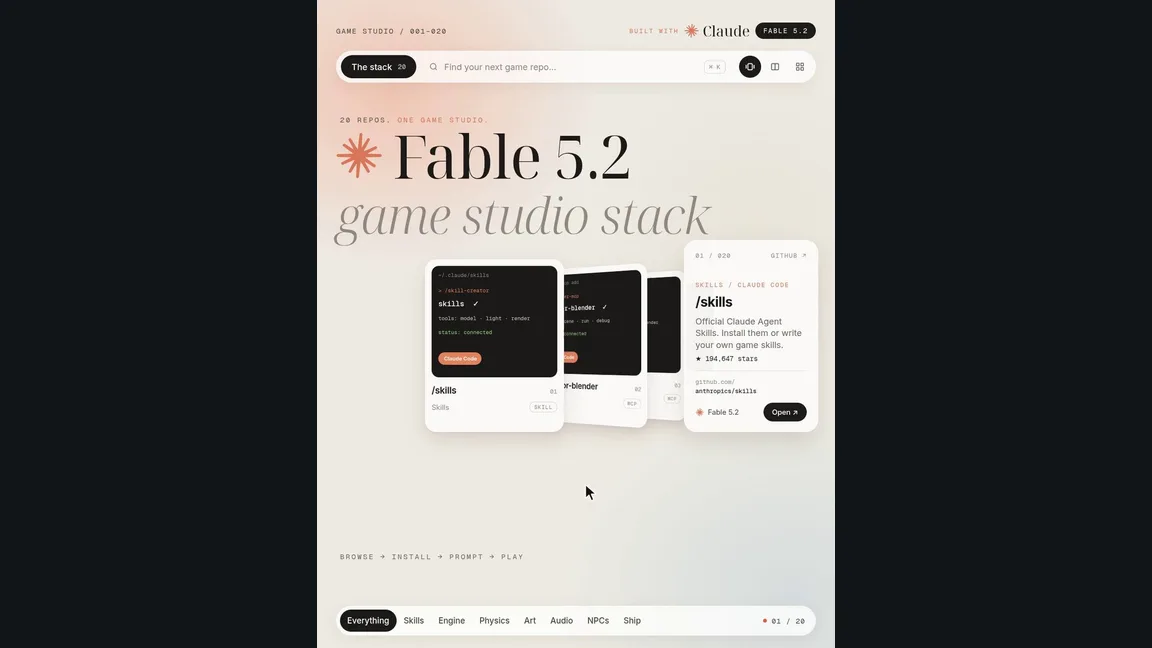 GAME STUDIO / 001-020
BUILT WITH Claude FABLE 5.2
The stack 20
Find your next game repo...
⌘ K
20 REPOS. ONE GAME STUDIO.
Fable 5.2
game studio stack
~/.claude/skills
> /skill-creator
skills ✓
tools: model · light · render
status: connected
Claude Code
/skills 01
Skills SKILL
r-blender ✓
connected
Code
or-blender 02
MCP
03
MCP
01 / 020 GITHUB ↗
SKILLS / CLAUDE CODE
/skills
Official Claude Agent
Skills. Install them or write
your own game skills.
★ 194,647 stars
github.com/
anthropics/skills
Fable 5.2 Open ↗
BROWSE → INSTALL → PROMPT → PLAY
Everything Skills Engine Physics Art Audio NPCs Ship 01 / 20